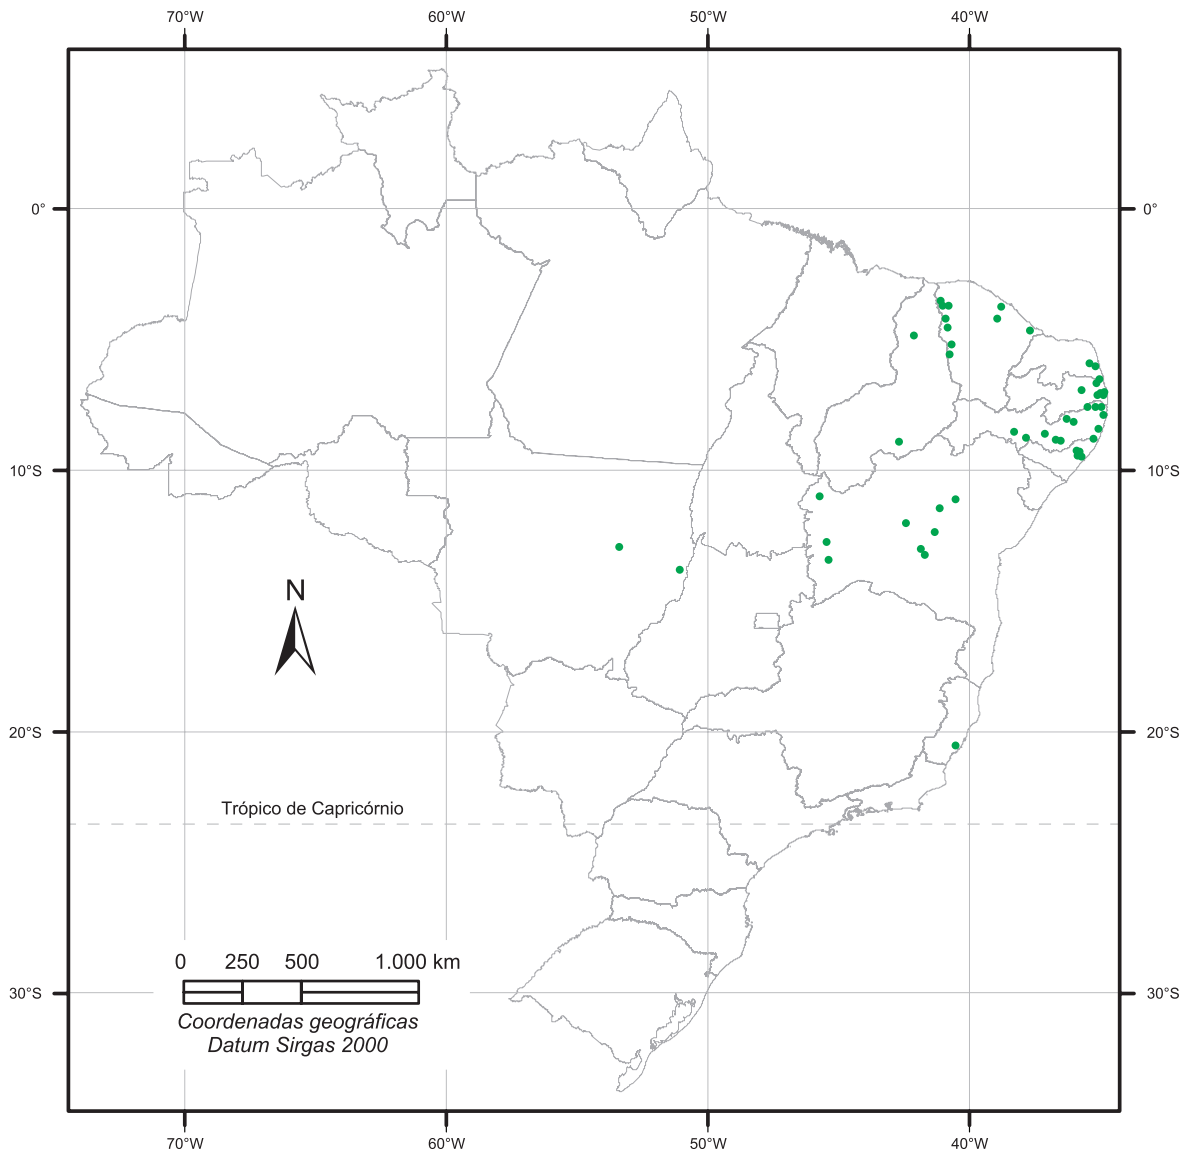 70°W 60°W 50°W 40°W
0° 0°
10°S 10°S
N
20°S 20°S
Trópico de Capricórnio
0 250 500 1.000 km
30°S 30°S
Coordenadas geográficas
Datum Sirgas 2000
70°W 60°W 50°W 40°W